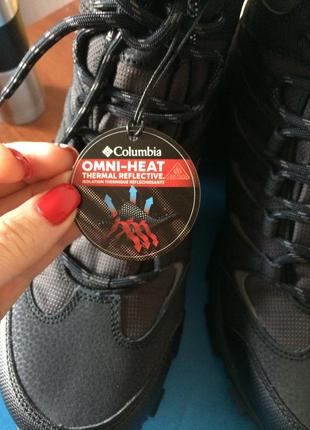 Columbia
OMNI-HEAT
THERMAL REFLECTIVE
ISOLATION THERMIQUE RÉFLÉCHISSANTE